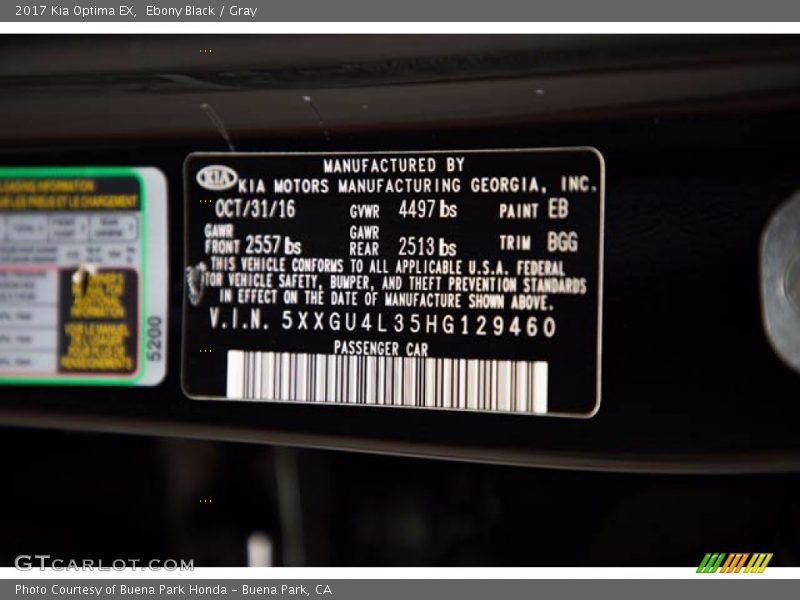 2017 Kia Optima EX,  Ebony Black / Gray
LOADING INFORMATION
5200
MANUFACTURED BY
KIA KIA MOTORS MANUFACTURING GEORGIA, INC.
OCT/31/16 GVWR 4497 lbs PAINT EB
GAWR FRONT 2557 lbs GAWR REAR 2513 lbs TRIM BGG
THIS VEHICLE CONFORMS TO ALL APPLICABLE U.S.A. FEDERAL
MOTOR VEHICLE SAFETY, BUMPER, AND THEFT PREVENTION STANDARDS
IN EFFECT ON THE DATE OF MANUFACTURE SHOWN ABOVE.
V.I.N. 5XXGU4L35HG129460
PASSENGER CAR
GTCARLOT.COM
Photo Courtesy of Buena Park Honda – Buena Park, CA